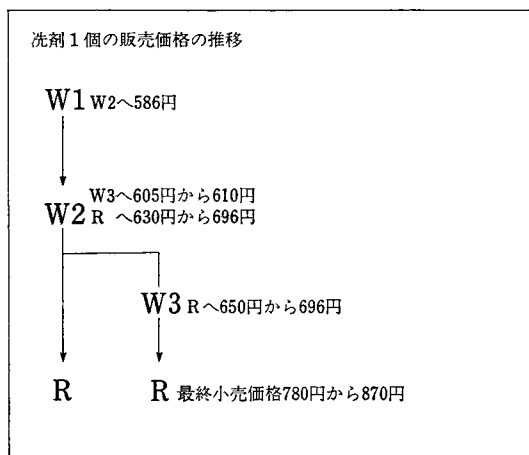 洗剤1個の販売価格の推移
W1 W2へ586円
W3へ605円から610円
W2 R へ630円から696円
W3 Rへ650円から696円
R R 最終小売価格780円から870円